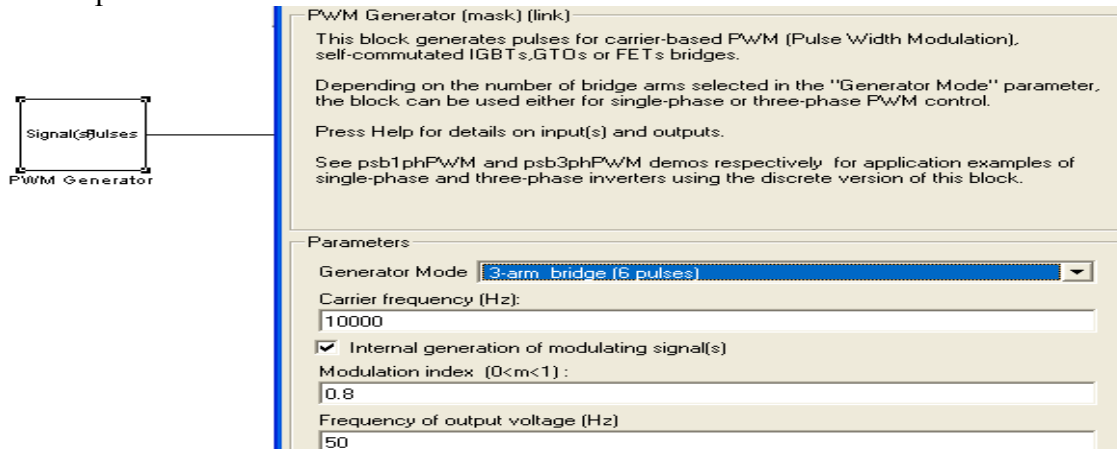 PWM Generator (mask) (link)
This block generates pulses for carrier-based PWM (Pulse Width Modulation),
self-commutated IGBTs,GTOs or FETs bridges.
Depending on the number of bridge arms selected in the "Generator Mode" parameter,
the block can be used either for single-phase or three-phase PWM control.
Press Help for details on input(s) and outputs.
See psb1phPWM and psb3phPWM demos respectively for application examples of
single-phase and three-phase inverters using the discrete version of this block.
Signal(s)Pulses
PWM Generator
Parameters
Generator Mode 3-arm bridge (6 pulses)
Carrier frequency (Hz):
10000
Internal generation of modulating signal(s)
Modulation index (0<m<1) :
0.8
Frequency of output voltage (Hz)
50